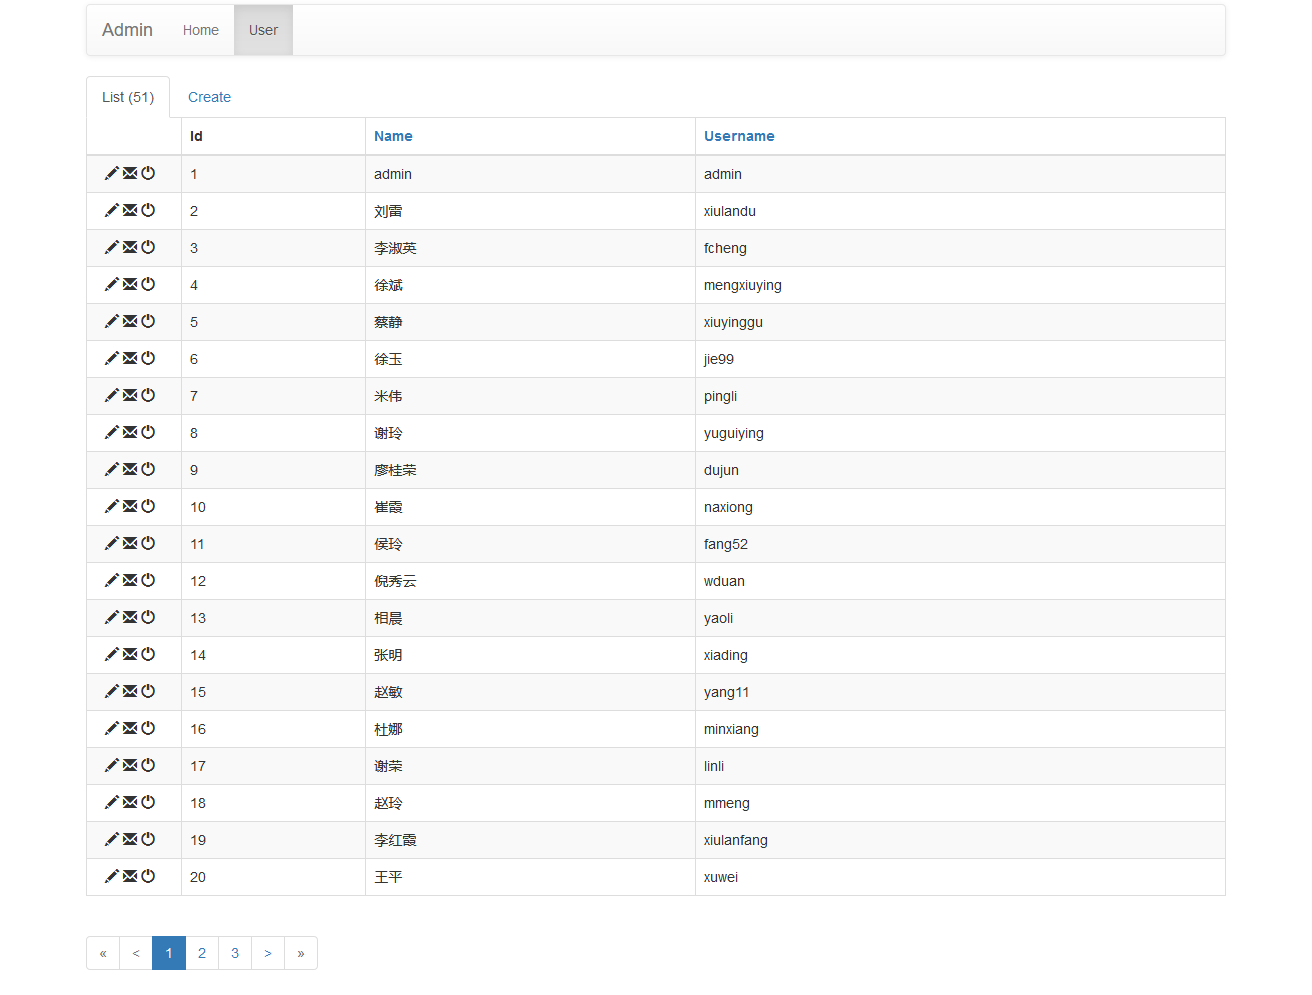 Admin Home User
List (51) Create
Id Name Username
1 admin admin
2 刘雷 xiulandu
3 李淑英 fcheng
4 徐斌 mengxiuying
5 蔡静 xiuyinggu
6 徐玉 jie99
7 米伟 pingli
8 谢玲 yuguiying
9 廖桂荣 dujun
10 崔霞 naxiong
11 侯玲 fang52
12 倪秀云 wduan
13 相晨 yaoli
14 张明 xiading
15 赵敏 yang11
16 杜娜 minxiang
17 谢荣 linli
18 赵玲 mmeng
19 李红霞 xiulanfang
20 王平 xuwei
« < 1 2 3 > »